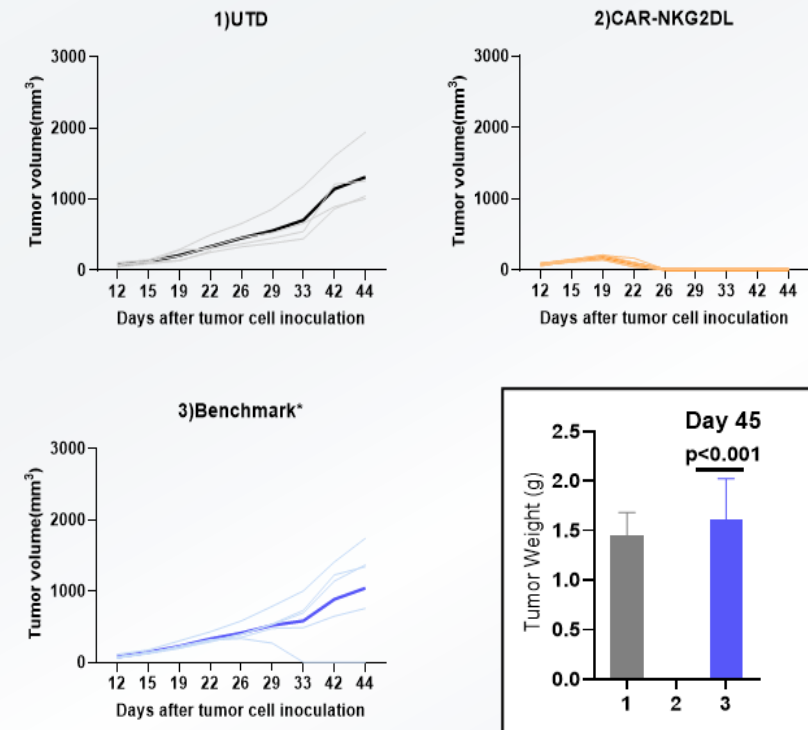 1)UTD
3000
2000
1000
0
Tumor volume(mm³)
12 15 19 22 26 29 33 42 44
Days after tumor cell inoculation
2)CAR-NKG2DL
3000
2000
1000
0
Tumor volume(mm³)
12 15 19 22 26 29 33 42 44
Days after tumor cell inoculation
3)Benchmark*
3000
2000
1000
0
Tumor volume(mm³)
12 15 19 22 26 29 33 42 44
Days after tumor cell inoculation
Day 45
p<0.001
2.5
2.0
1.5
1.0
0.5
0.0
Tumor Weight (g)
1 2 3